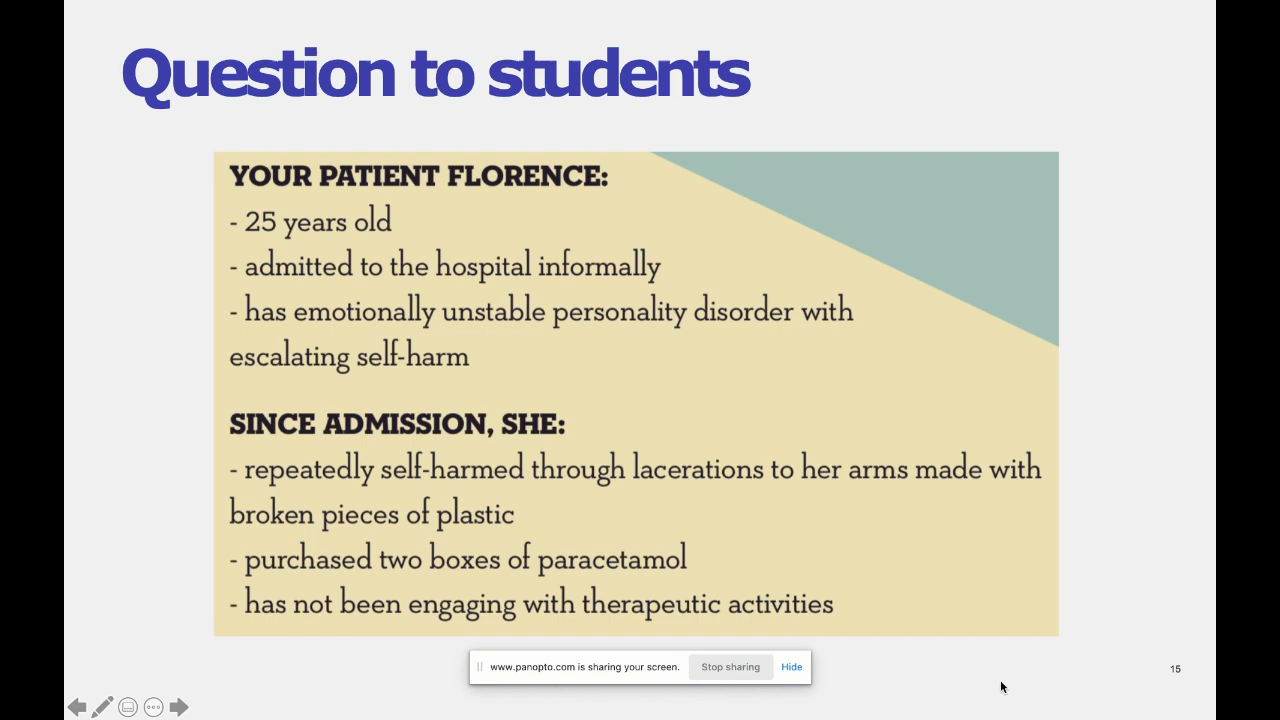 Question to students
YOUR PATIENT FLORENCE:
- 25 years old
- admitted to the hospital informally
- has emotionally unstable personality disorder with
escalating self-harm
SINCE ADMISSION, SHE:
- repeatedly self-harmed through lacerations to her arms made with
broken pieces of plastic
- purchased two boxes of paracetamol
- has not been engaging with therapeutic activities
www.panopto.com is sharing your screen. Stop sharing Hide
15